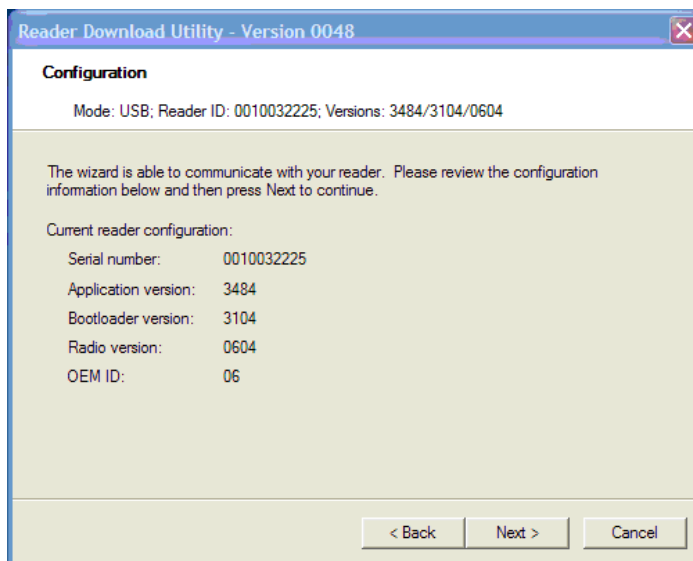 Reader Download Utility - Version 0048
Configuration
Mode: USB; Reader ID: 0010032225; Versions: 3484/3104/0604
The wizard is able to communicate with your reader. Please review the configuration
information below and then press Next to continue.
Current reader configuration:
Serial number: 0010032225
Application version: 3484
Bootloader version: 3104
Radio version: 0604
OEM ID: 06
< Back Next > Cancel